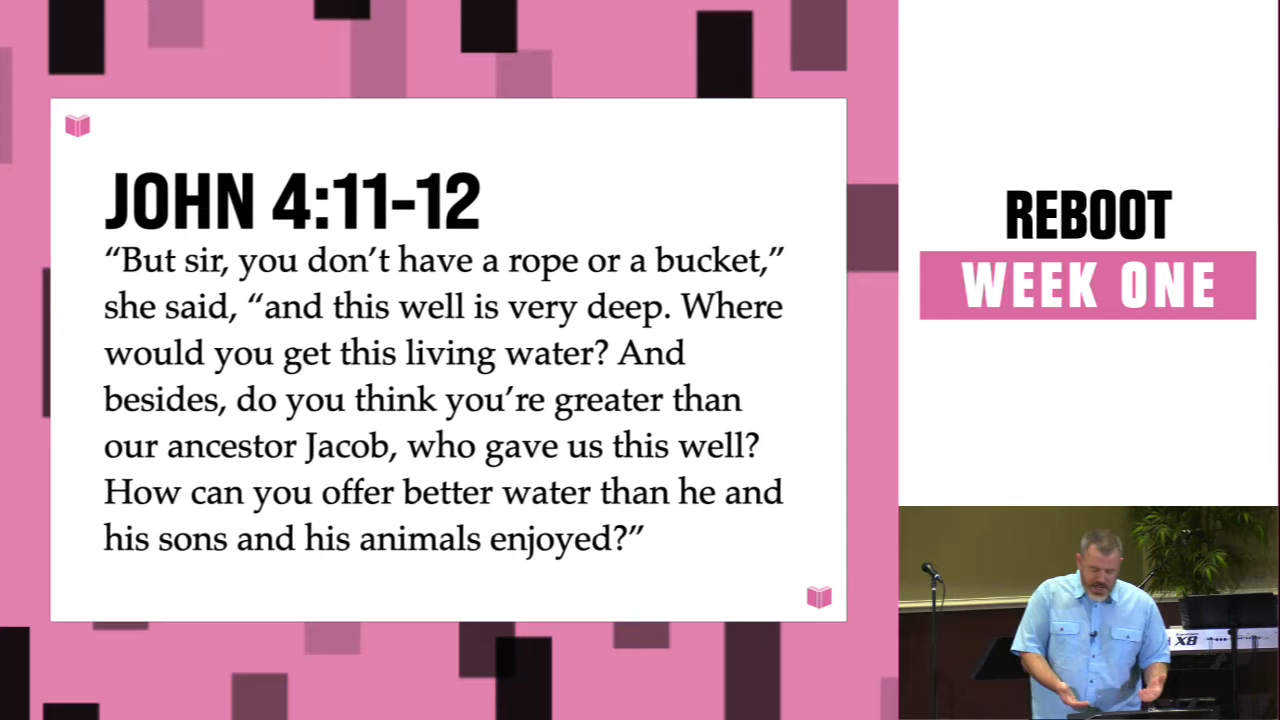 JOHN 4:11-12
“But sir, you don’t have a rope or a bucket,”
she said, “and this well is very deep. Where
would you get this living water? And
besides, do you think you’re greater than
our ancestor Jacob, who gave us this well?
How can you offer better water than he and
his sons and his animals enjoyed?”
REBOOT
WEEK ONE
X8